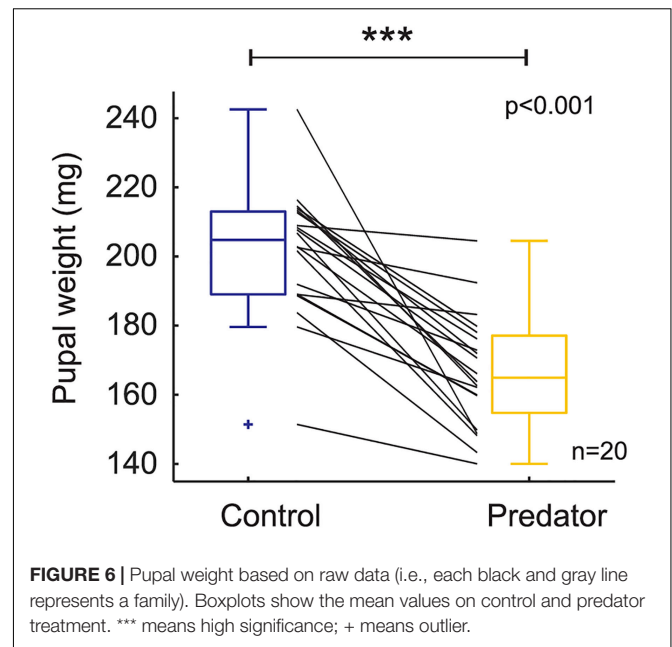 ***
p<0.001
240
220
200
180
160
140
Pupal weight (mg)
n=20
Control Predator
FIGURE 6 | Pupal weight based on raw data (i.e., each black and gray line
represents a family). Boxplots show the mean values on control and predator
treatment. *** means high significance; + means outlier.